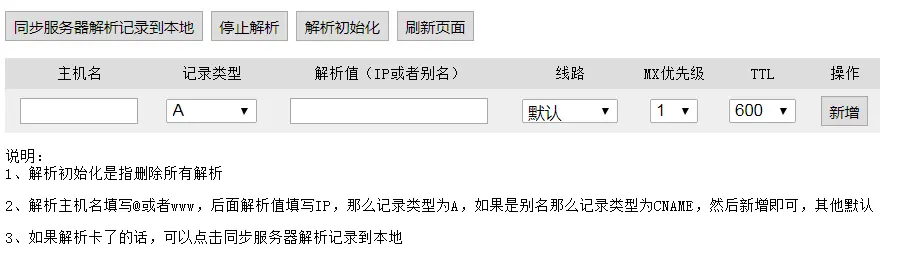 同步服务器解析记录到本地 停止解析 解析初始化 刷新页面
主机名 记录类型 解析值（IP或者别名） 线路 MX优先级 TTL 操作
A 默认 1 600 新增
说明：
1、解析初始化是指删除所有解析
2、解析主机名填写@或者www，后面解析值填写IP，那么记录类型为A，如果是别名那么记录类型为CNAME，然后新增即可，其他默认
3、如果解析卡了的话，可以点击同步服务器解析记录到本地